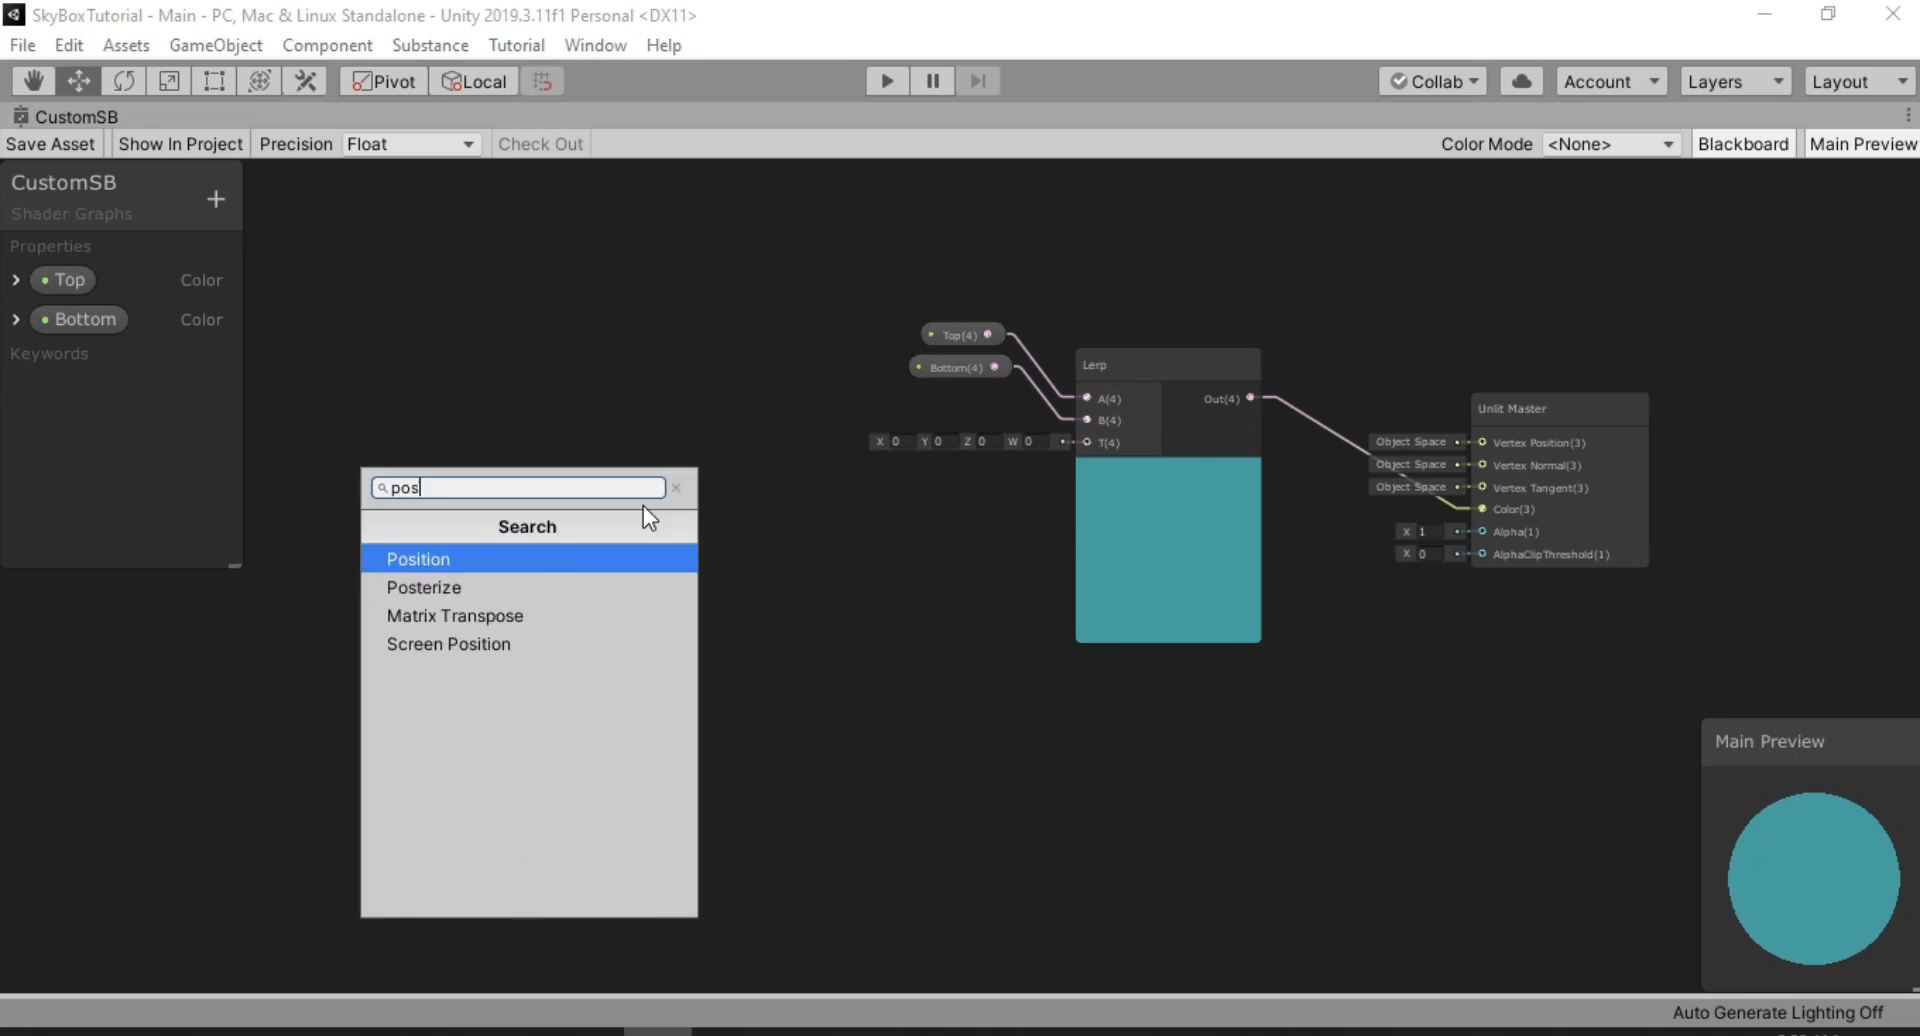 SkyBoxTutorial - Main - PC, Mac & Linux Standalone - Unity 2019.3.11f1 Personal <DX11>
File Edit Assets GameObject Component Substance Tutorial Window Help
Pivot Local Collab Account Layers Layout
CustomSB
Save Asset Show In Project Precision Float Check Out Color Mode <None> Blackboard Main Preview
CustomSB
Shader Graphs
Properties
Top Color
Bottom Color
Keywords
pos
Search
Position
Posterize
Matrix Transpose
Screen Position
Top(4)
Bottom(4)
X 0 Y 0 Z 0 W 0
Lerp
A(4) Out(4)
B(4)
T(4)
Unlit Master
Object Space Vertex Position(3)
Object Space Vertex Normal(3)
Object Space Vertex Tangent(3)
Color(3)
X 1 Alpha(1)
X 0 AlphaClipThreshold(1)
Main Preview
Auto Generate Lighting Off